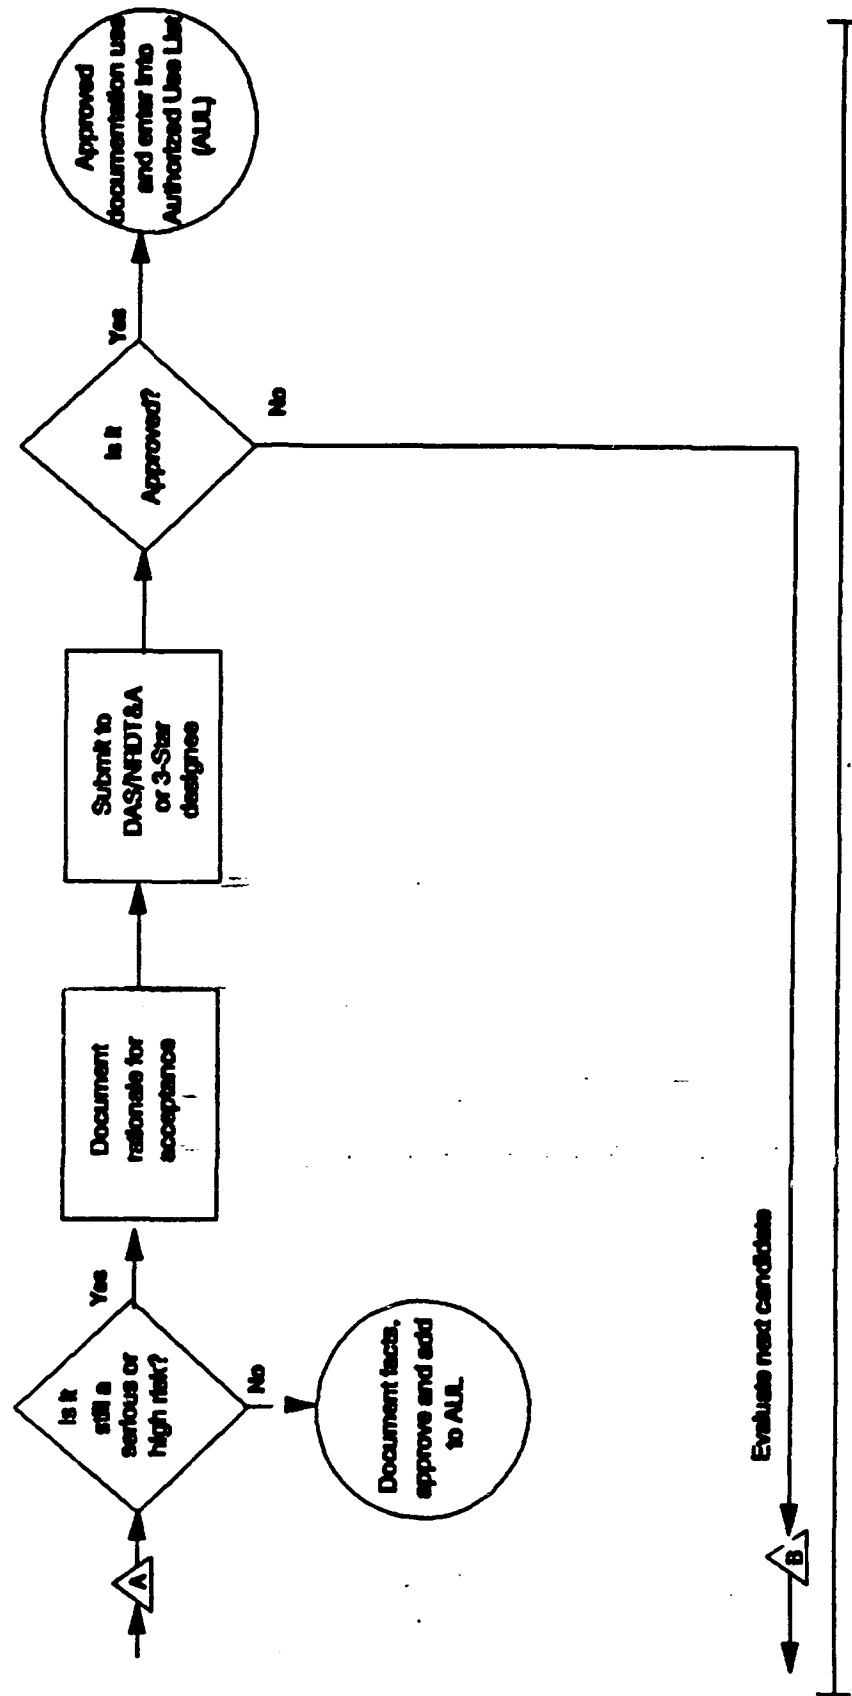 A
Is it
still a
serious or
high risk?
Yes
No
Document facts,
approve and add
to AUL
Document
rationale for
acceptance
Submit to
DAS/NRDT&A
or 3-Star
designee
Is it
Approved?
Yes
No
Approved
documentation use
and enter into
Authorized Use List
(AUL)
Evaluate next candidate
B